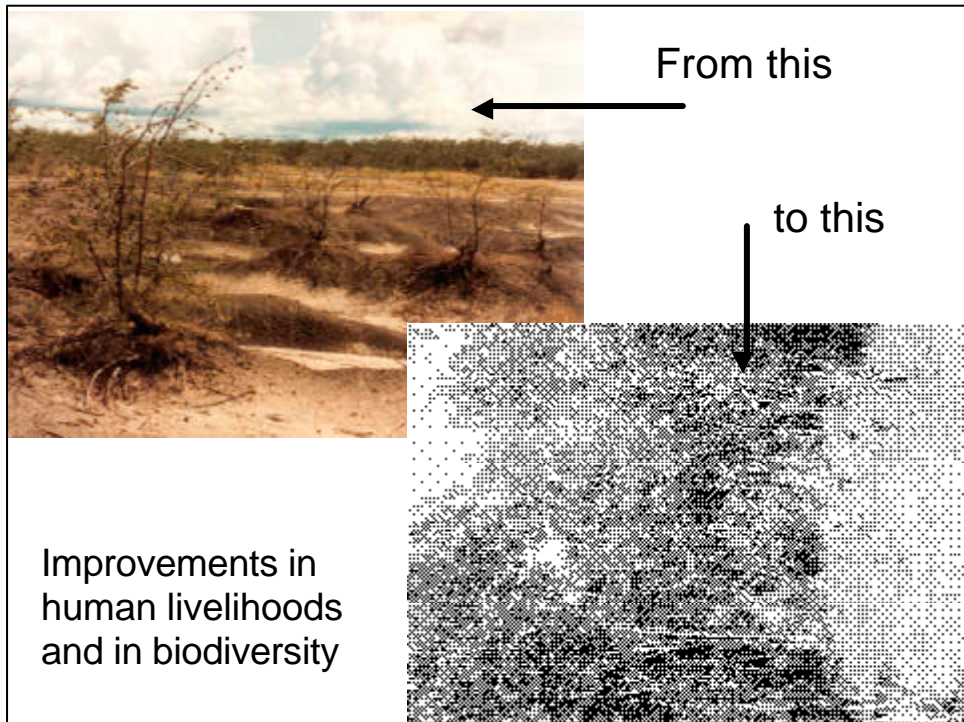 From this
to this
Improvements in
human livelihoods
and in biodiversity